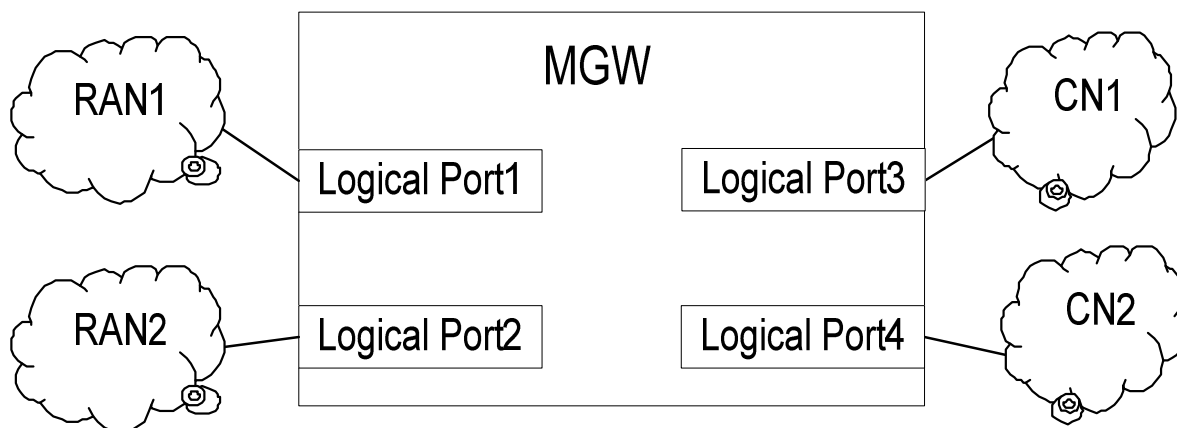 MGW
RAN1
CN1
Logical Port1
Logical Port3
RAN2
CN2
Logical Port2
Logical Port4